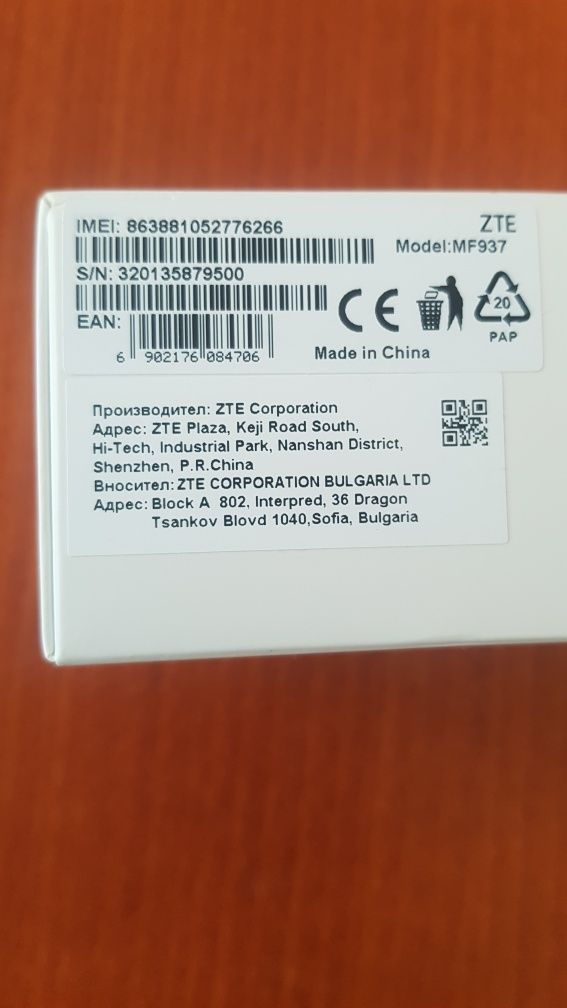 IMEI: 863881052776266
ZTE
Model:MF937
S/N: 320135879500
EAN:
6 902176 084706
20
PAP
Made in China
Производител: ZTE Corporation
Адрес: ZTE Plaza, Keji Road South,
Hi-Tech, Industrial Park, Nanshan District,
Shenzhen, P.R.China
Вносител: ZTE CORPORATION BULGARIA LTD
Адрес: Block A 802, Interpred, 36 Dragon
Tsankov Blovd 1040,Sofia, Bulgaria